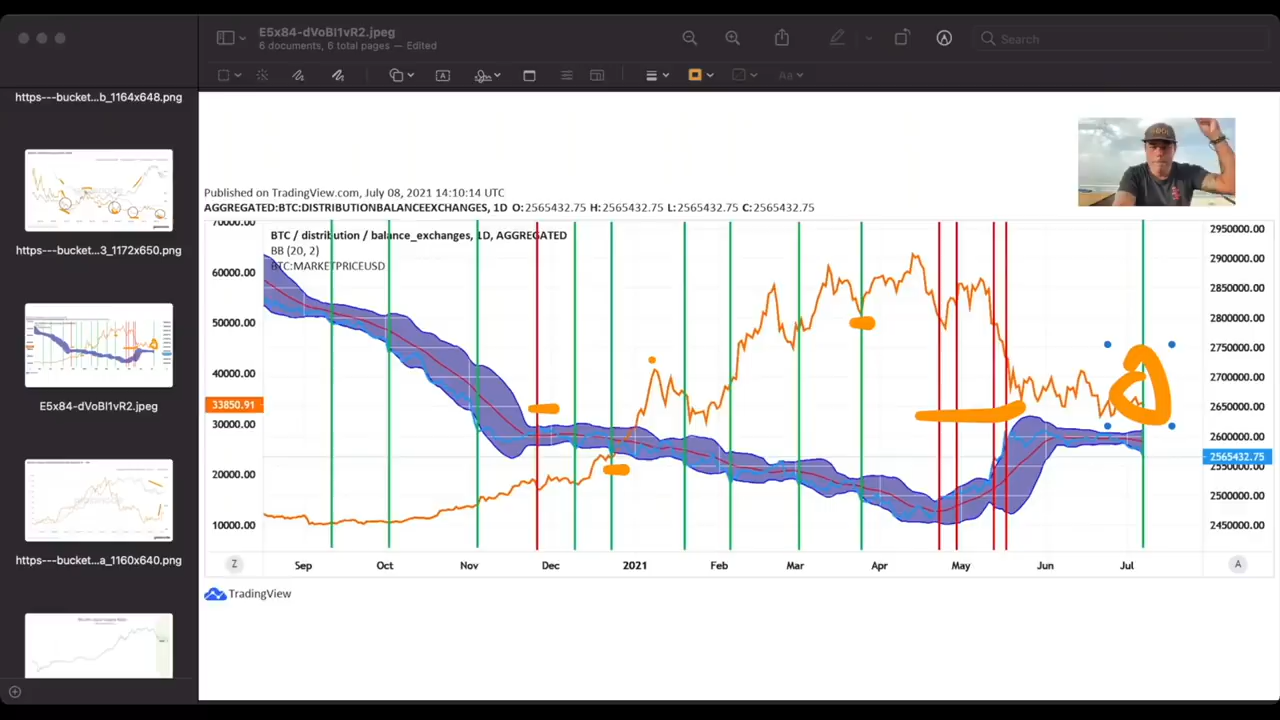 E5x84-dVoBI1vR2.jpeg
6 documents, 6 total pages — Edited
Search
Aa
https---bucket...b_1164x648.png
https---bucket...3_1172x650.png
E5x84-dVoBI1vR2.jpeg
https---bucket...a_1160x640.png
Published on TradingView.com, July 08, 2021 14:10:14 UTC
AGGREGATED:BTC:DISTRIBUTIONBALANCEEXCHANGES, 1D O:2565432.75 H:2565432.75 L:2565432.75 C:2565432.75
BTC / distribution / balance_exchanges, 1D, AGGREGATED
BB (20, 2)
BTC:MARKETPRICEUSD
70000.00
60000.00
50000.00
40000.00
33850.91
30000.00
20000.00
10000.00
2950000.00
2900000.00
2850000.00
2800000.00
2750000.00
2700000.00
2650000.00
2600000.00
2565432.75
2550000.00
2500000.00
2450000.00
Z Sep Oct Nov Dec 2021 Feb Mar Apr May Jun Jul A
TradingView